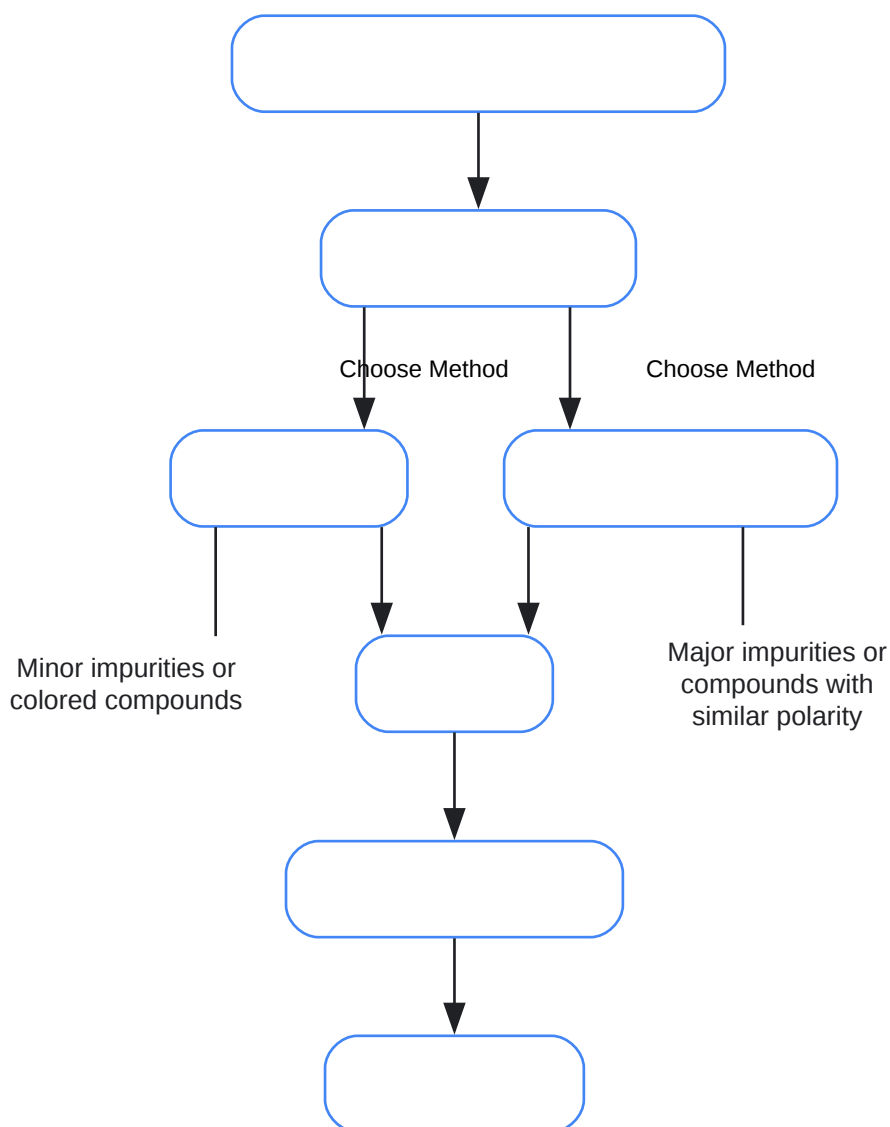 Choose Method
Choose Method
Minor impurities or
colored compounds
Major impurities or
compounds with
similar polarity